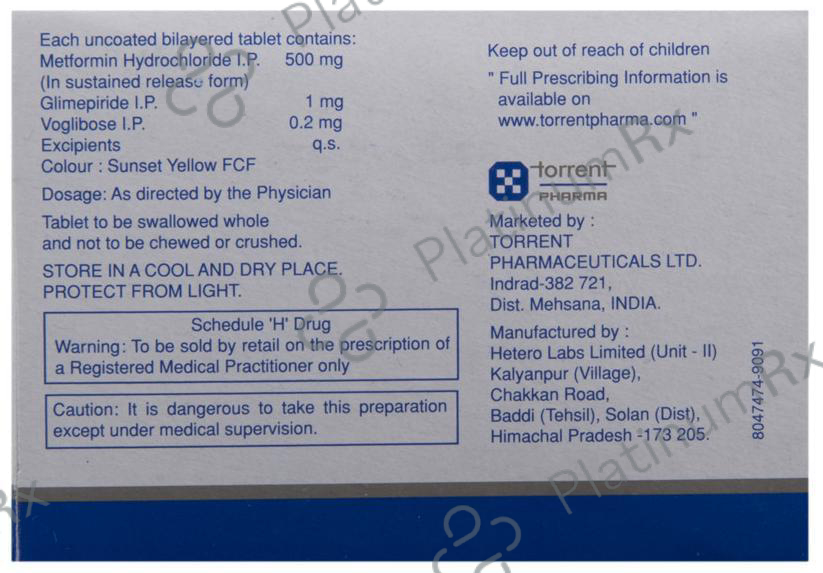 Each uncoated bilayered tablet contains:
Metformin Hydrochloride I.P. 500 mg
(In sustained release form)
Glimepiride I.P. 1 mg
Voglibose I.P. 0.2 mg
Excipients q.s.
Colour : Sunset Yellow FCF
Dosage: As directed by the Physician
Tablet to be swallowed whole
and not to be chewed or crushed.
STORE IN A COOL AND DRY PLACE.
PROTECT FROM LIGHT.
Schedule 'H' Drug
Warning: To be sold by retail on the prescription of
a Registered Medical Practitioner only
Caution: It is dangerous to take this preparation
except under medical supervision.
Keep out of reach of children
" Full Prescribing Information is
available on
www.torrentpharma.com "
torrent
PHARMA
Marketed by :
TORRENT
PHARMACEUTICALS LTD.
Indrad-382 721,
Dist. Mehsana, INDIA.
Manufactured by :
Hetero Labs Limited (Unit - II)
Kalyanpur (Village),
Chakkan Road,
Baddi (Tehsil), Solan (Dist),
Himachal Pradesh -173 205.
8047474-9091
PlatinumRx
PlatinumRx
Pla
Rx